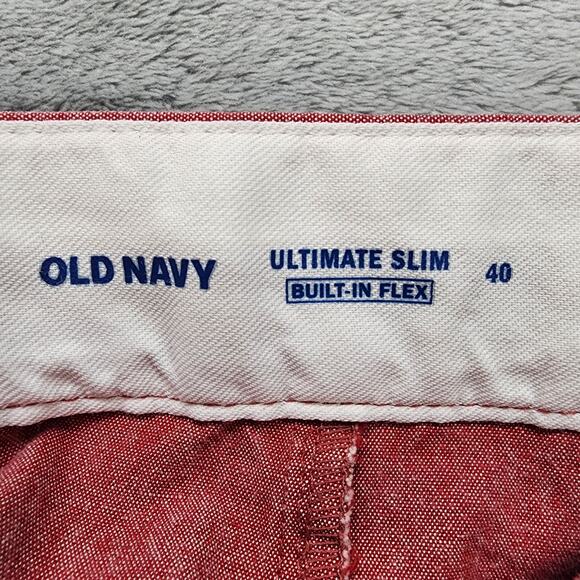 OLD NAVY
ULTIMATE SLIM
BUILT-IN FLEX
40